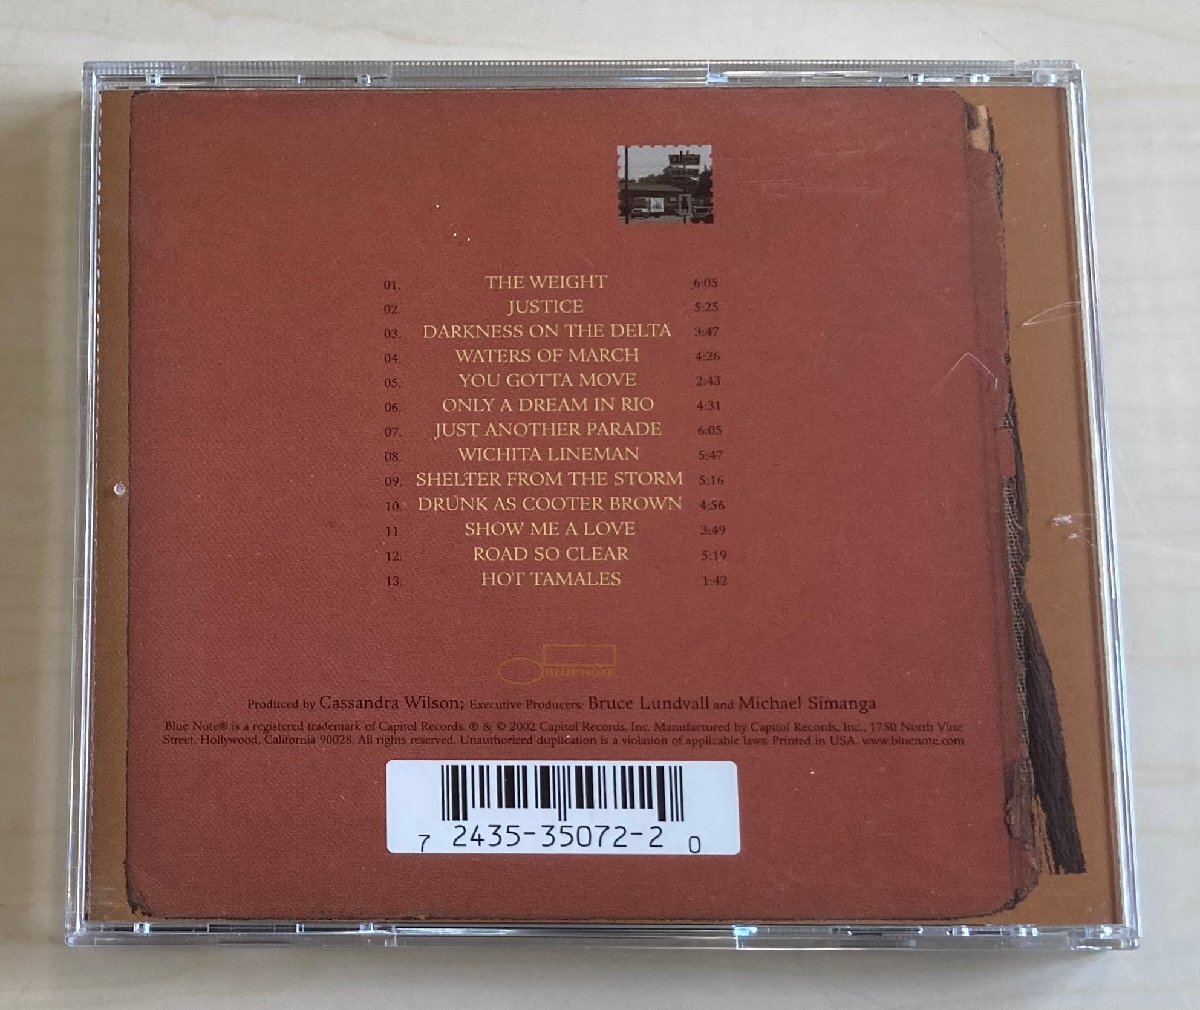 01. THE WEIGHT 6:05
02. JUSTICE 5:25
03. DARKNESS ON THE DELTA 3:47
04. WATERS OF MARCH 4:26
05. YOU GOTTA MOVE 2:43
06. ONLY A DREAM IN RIO 4:31
07. JUST ANOTHER PARADE 6:05
08. WICHITA LINEMAN 5:47
09. SHELTER FROM THE STORM 5:16
10. DRUNK AS COOTER BROWN 4:56
11. SHOW ME A LOVE 3:49
12. ROAD SO CLEAR 5:19
13. HOT TAMALES 1:42
BLUE NOTE
Produced by Cassandra Wilson; Executive Producers: Bruce Lundvall and Michael Simanga
Blue Note® is a registered trademark of Capitol Records. ℗ & © 2002 Capitol Records, Inc. Manufactured by Capitol Records, Inc., 1750 North Vine
Street, Hollywood, California 90028. All rights reserved. Unauthorized duplication is a violation of applicable laws. Printed in USA. www.bluenote.com
7 2435-35072-2 0